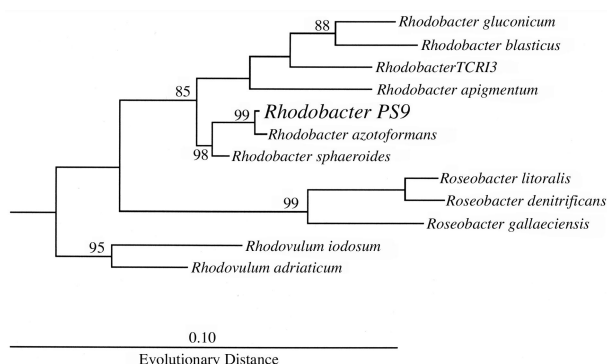 88
Rhodobacter gluconicum
Rhodobacter blasticus
RhodobacterTCRI3
85
Rhodobacter apigmentum
99
Rhodobacter PS9
Rhodobacter azotoformans
98
Rhodobacter sphaeroides
Roseobacter litoralis
99
Roseobacter denitrificans
Roseobacter gallaeciensis
95
Rhodovulum iodosum
Rhodovulum adriaticum
0.10
Evolutionary Distance